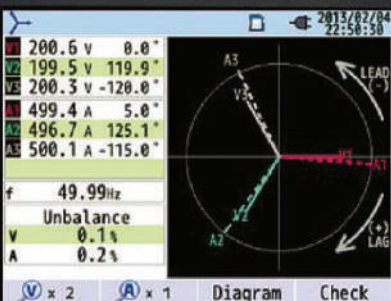 2013/02/04
22:50:30
V1 200.6 V 0.0°
V2 199.5 V 119.9°
V3 200.3 V -120.0°
A1 499.4 A 5.0°
A2 496.7 A 125.1°
A3 500.1 A -115.0°
f 49.99Hz
Unbalance
V 0.1%
A 0.2%
A3
V3
LEAD
(-)
V1
A1
V2
A2
(+)
LAG
V x 2 A x 1 Diagram Check